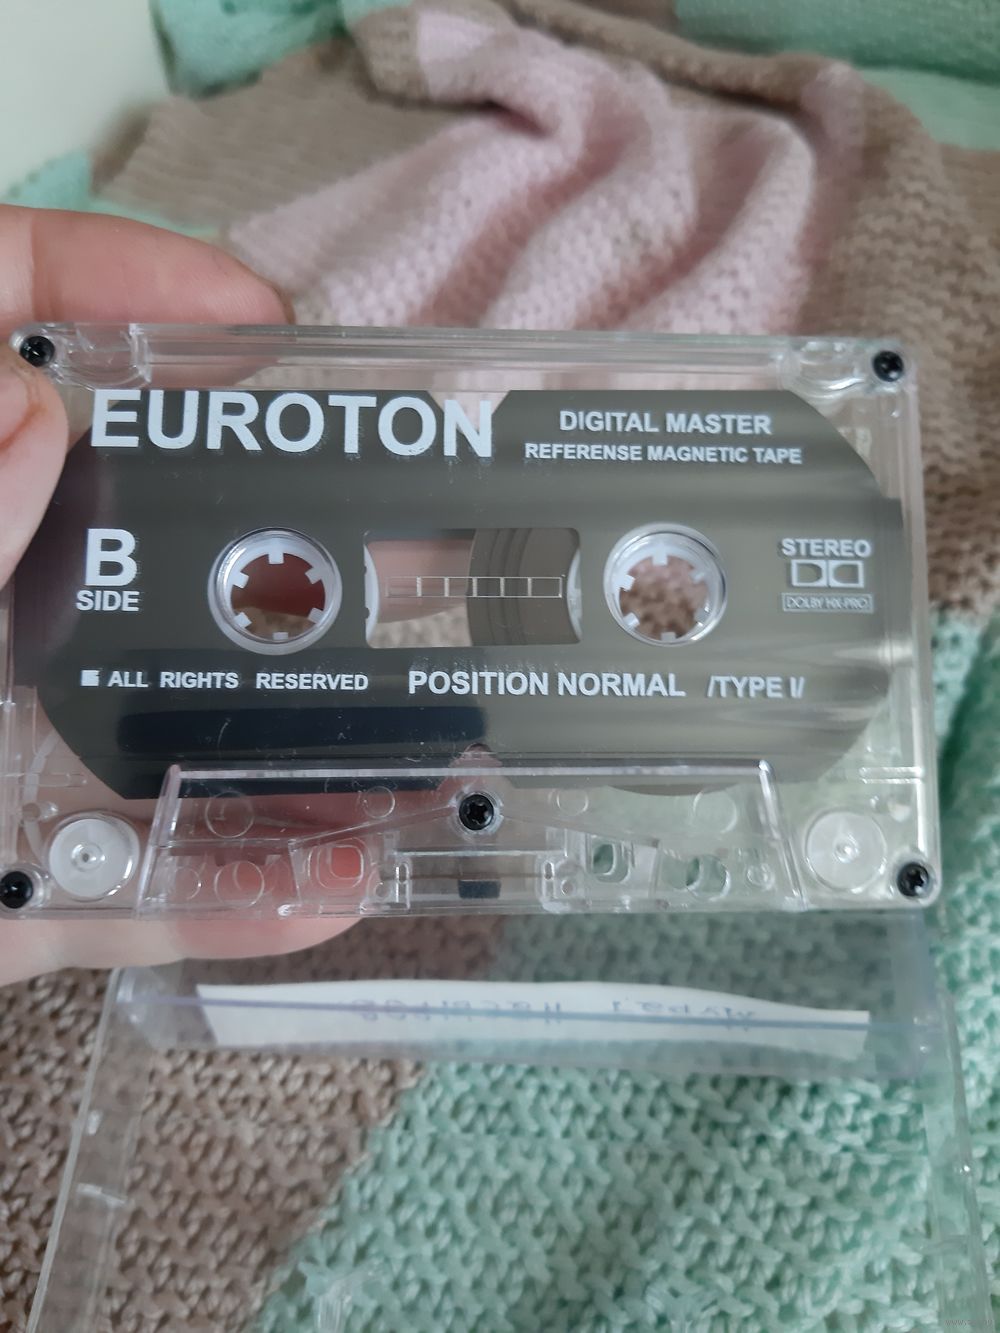 EUROTON
DIGITAL MASTER
REFERENSE MAGNETIC TAPE
B
SIDE
STEREO
DOLBY HX-PRO
ALL RIGHTS RESERVED
POSITION NORMAL /TYPE I/